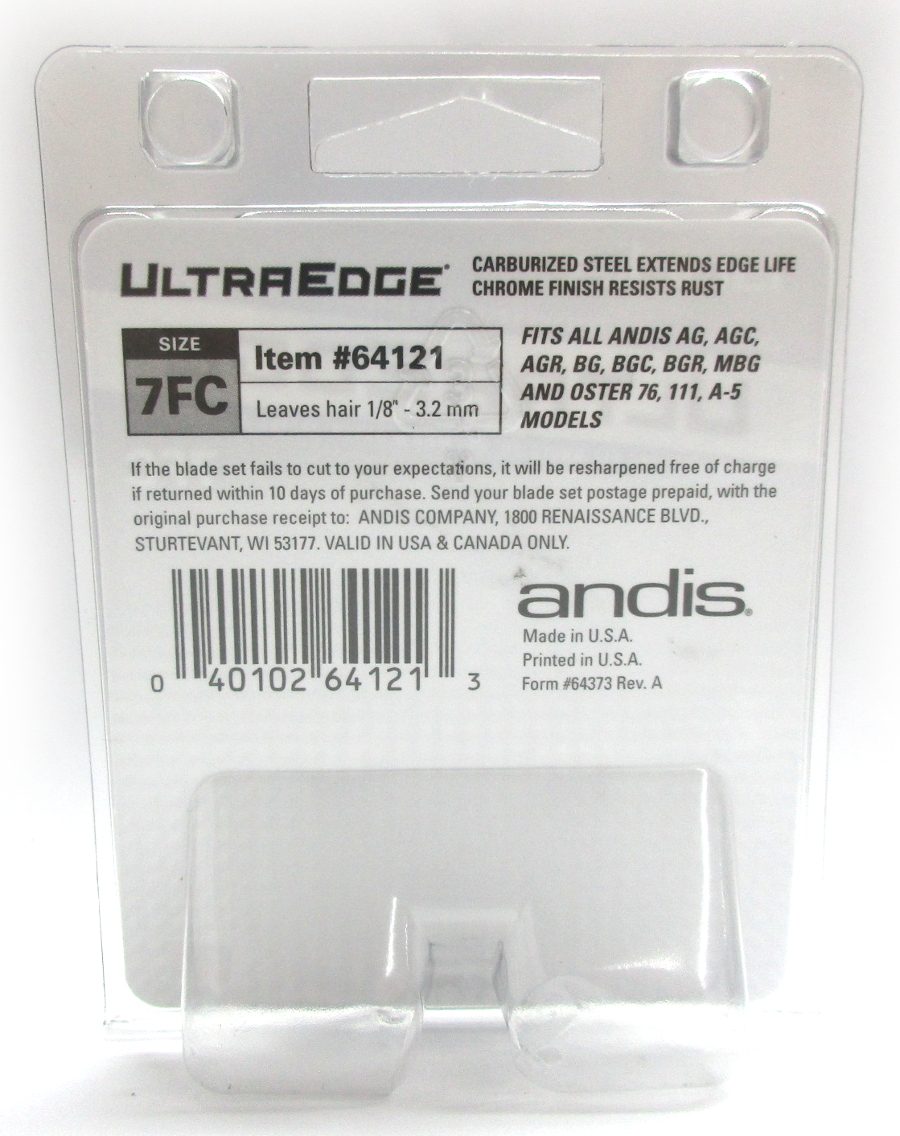 ULTRAEDGE®
CARBURIZED STEEL EXTENDS EDGE LIFE
CHROME FINISH RESISTS RUST
SIZE
7FC
Item #64121
Leaves hair 1/8" - 3.2 mm
FITS ALL ANDIS AG, AGC,
AGR, BG, BGC, BGR, MBG
AND OSTER 76, 111, A-5
MODELS
If the blade set fails to cut to your expectations, it will be resharpened free of charge
if returned within 10 days of purchase. Send your blade set postage prepaid, with the
original purchase receipt to: ANDIS COMPANY, 1800 RENAISSANCE BLVD.,
STURTEVANT, WI 53177. VALID IN USA & CANADA ONLY.
0 40102 64121 3
andis®
Made in U.S.A.
Printed in U.S.A.
Form #64373 Rev. A